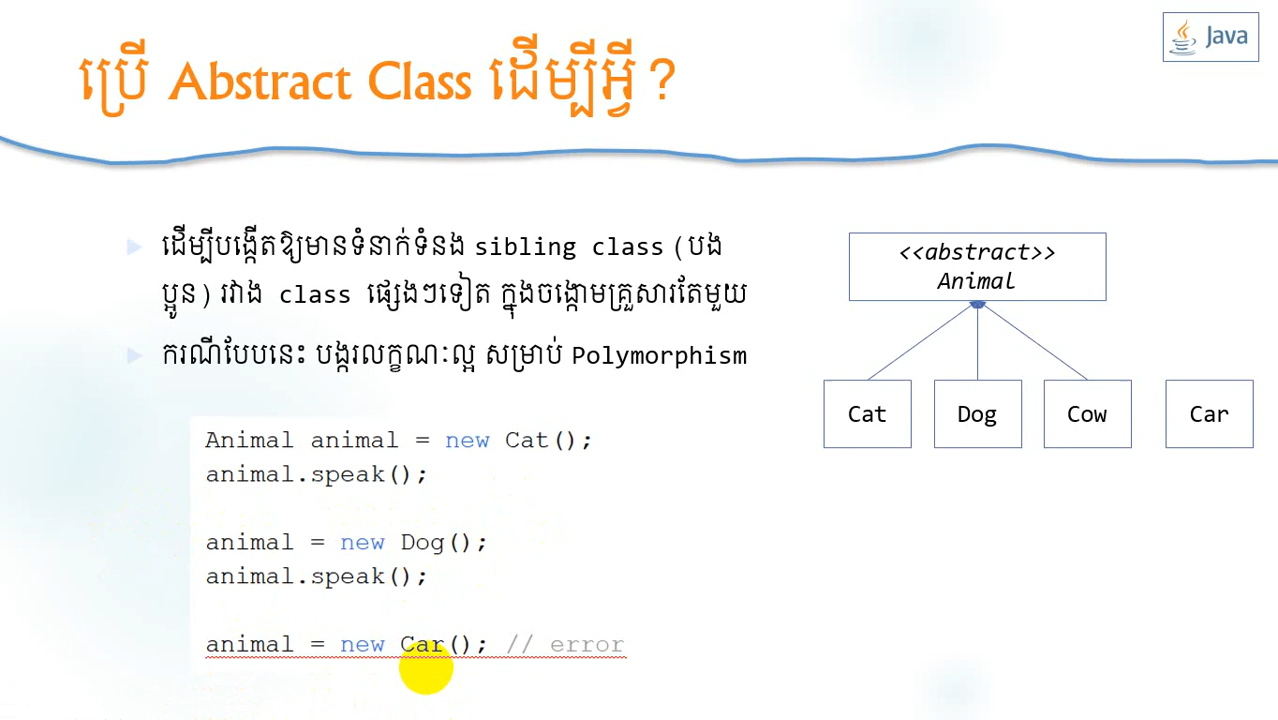 Java
ប្រើ Abstract Class ដើម្បីអ្វី ?
ដើម្បីបង្កើតឱ្យមានទំនាក់ទំនង sibling class (បង
ប្អូន) រវាង class ផ្សេងៗទៀត ក្នុងចង្កោមគ្រួសារតែមួយ
ករណីបែបនេះ បង្ករលក្ខណៈល្អ សម្រាប់ Polymorphism
Animal animal = new Cat();
animal.speak();
animal = new Dog();
animal.speak();
animal = new Car(); // error
<<abstract>>
Animal
Cat
Dog
Cow
Car